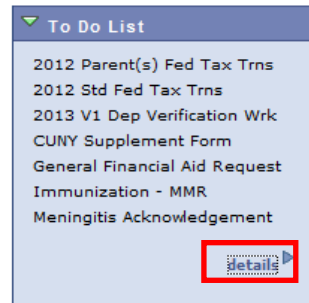 To Do List
2012 Parent(s) Fed Tax Trns
2012 Std Fed Tax Trns
2013 V1 Dep Verification Wrk
CUNY Supplement Form
General Financial Aid Request
Immunization - MMR
Meningitis Acknowledgement
details